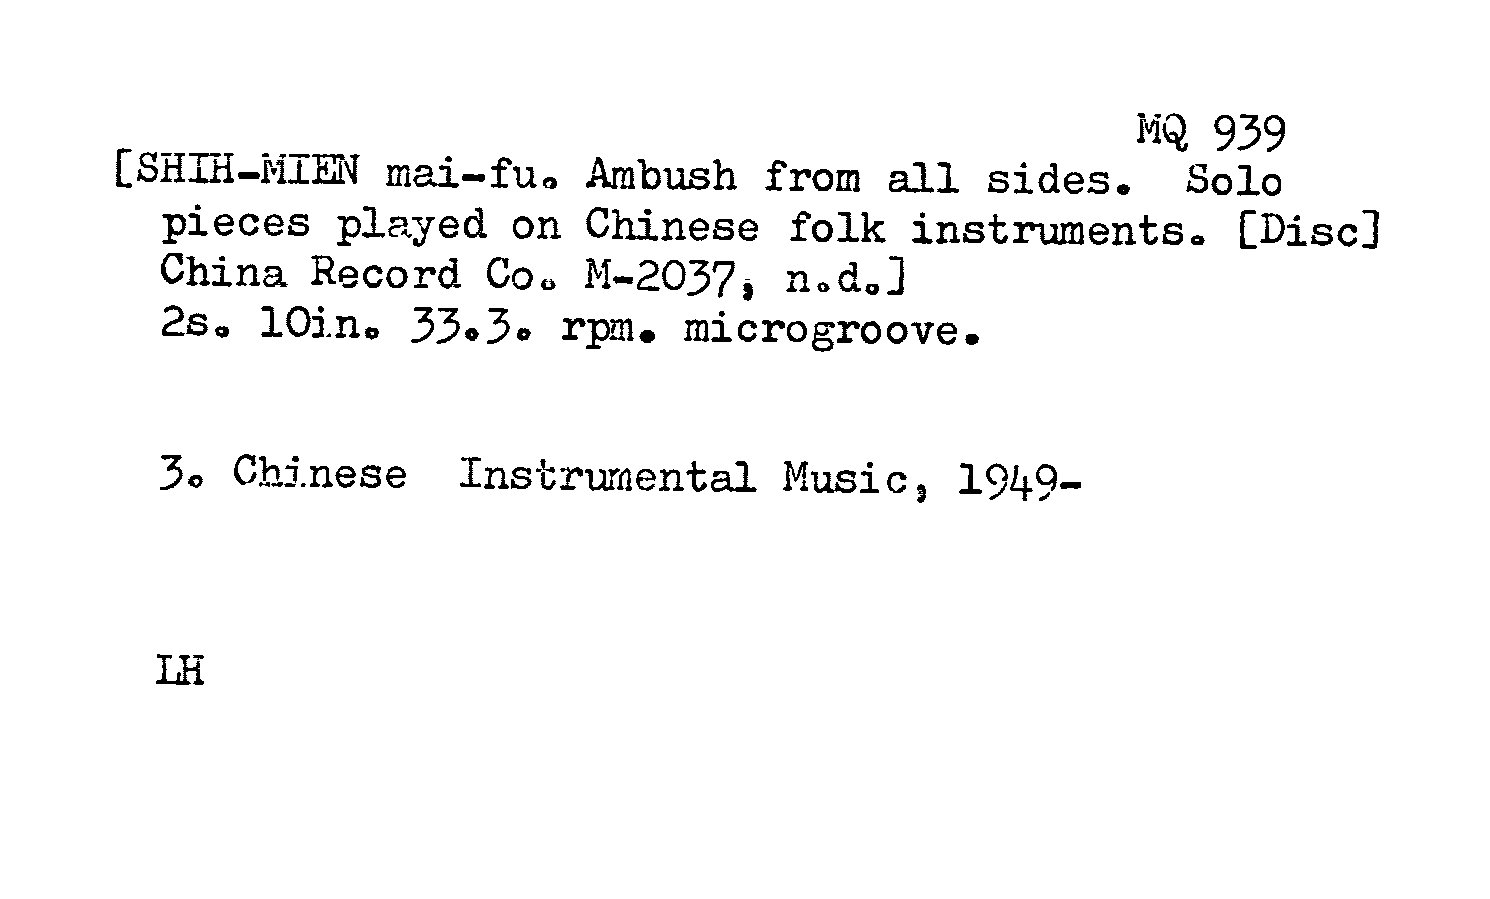 MQ 939
[SHIH-MIEN mai-fu. Ambush from all sides. Solo
pieces played on Chinese folk instruments. [Disc]
China Record Co. M-2037, n.d.]
2s. 10in. 33.3. rpm. microgroove.
3. Chinese Instrumental Music, 1949-
LH